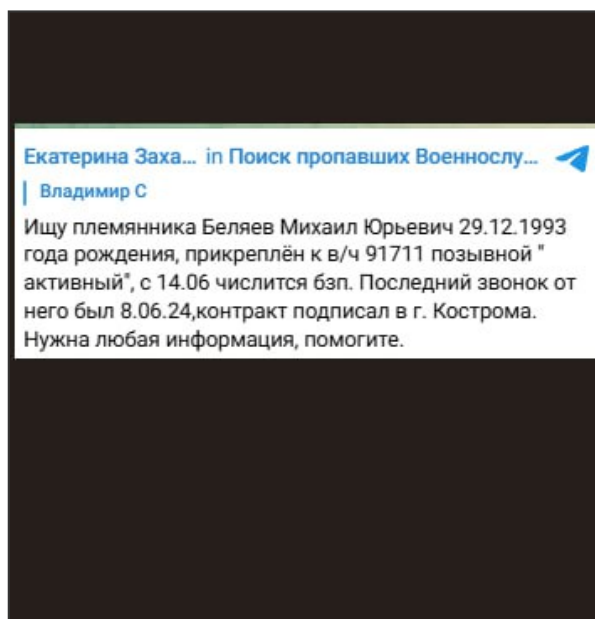 Екатерина Заха... in Поиск пропавших Военнослу...
Владимир С
Ищу племянника Беляев Михаил Юрьевич 29.12.1993
года рождения, прикреплён к в/ч 91711 позывной "
активный", с 14.06 числится бзп. Последний звонок от
него был 8.06.24,контракт подписал в г. Кострома.
Нужна любая информация, помогите.